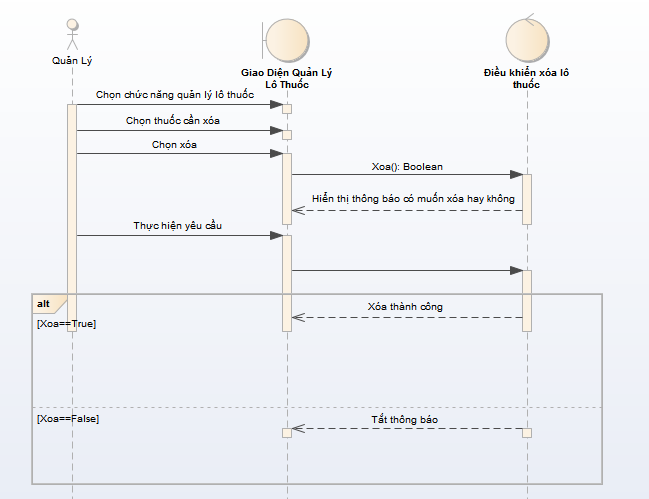 Quản Lý
Giao Diện Quản Lý
Lô Thuốc
Điều khiển xóa lô
thuốc
Chọn chức năng quản lý lô thuốc
Chọn thuốc cần xóa
Chọn xóa
Xoa(): Boolean
Hiển thị thông báo có muốn xóa hay không
Thực hiện yêu cầu
alt
Xóa thành công
[Xoa==True]
[Xoa==False]
Tắt thông báo